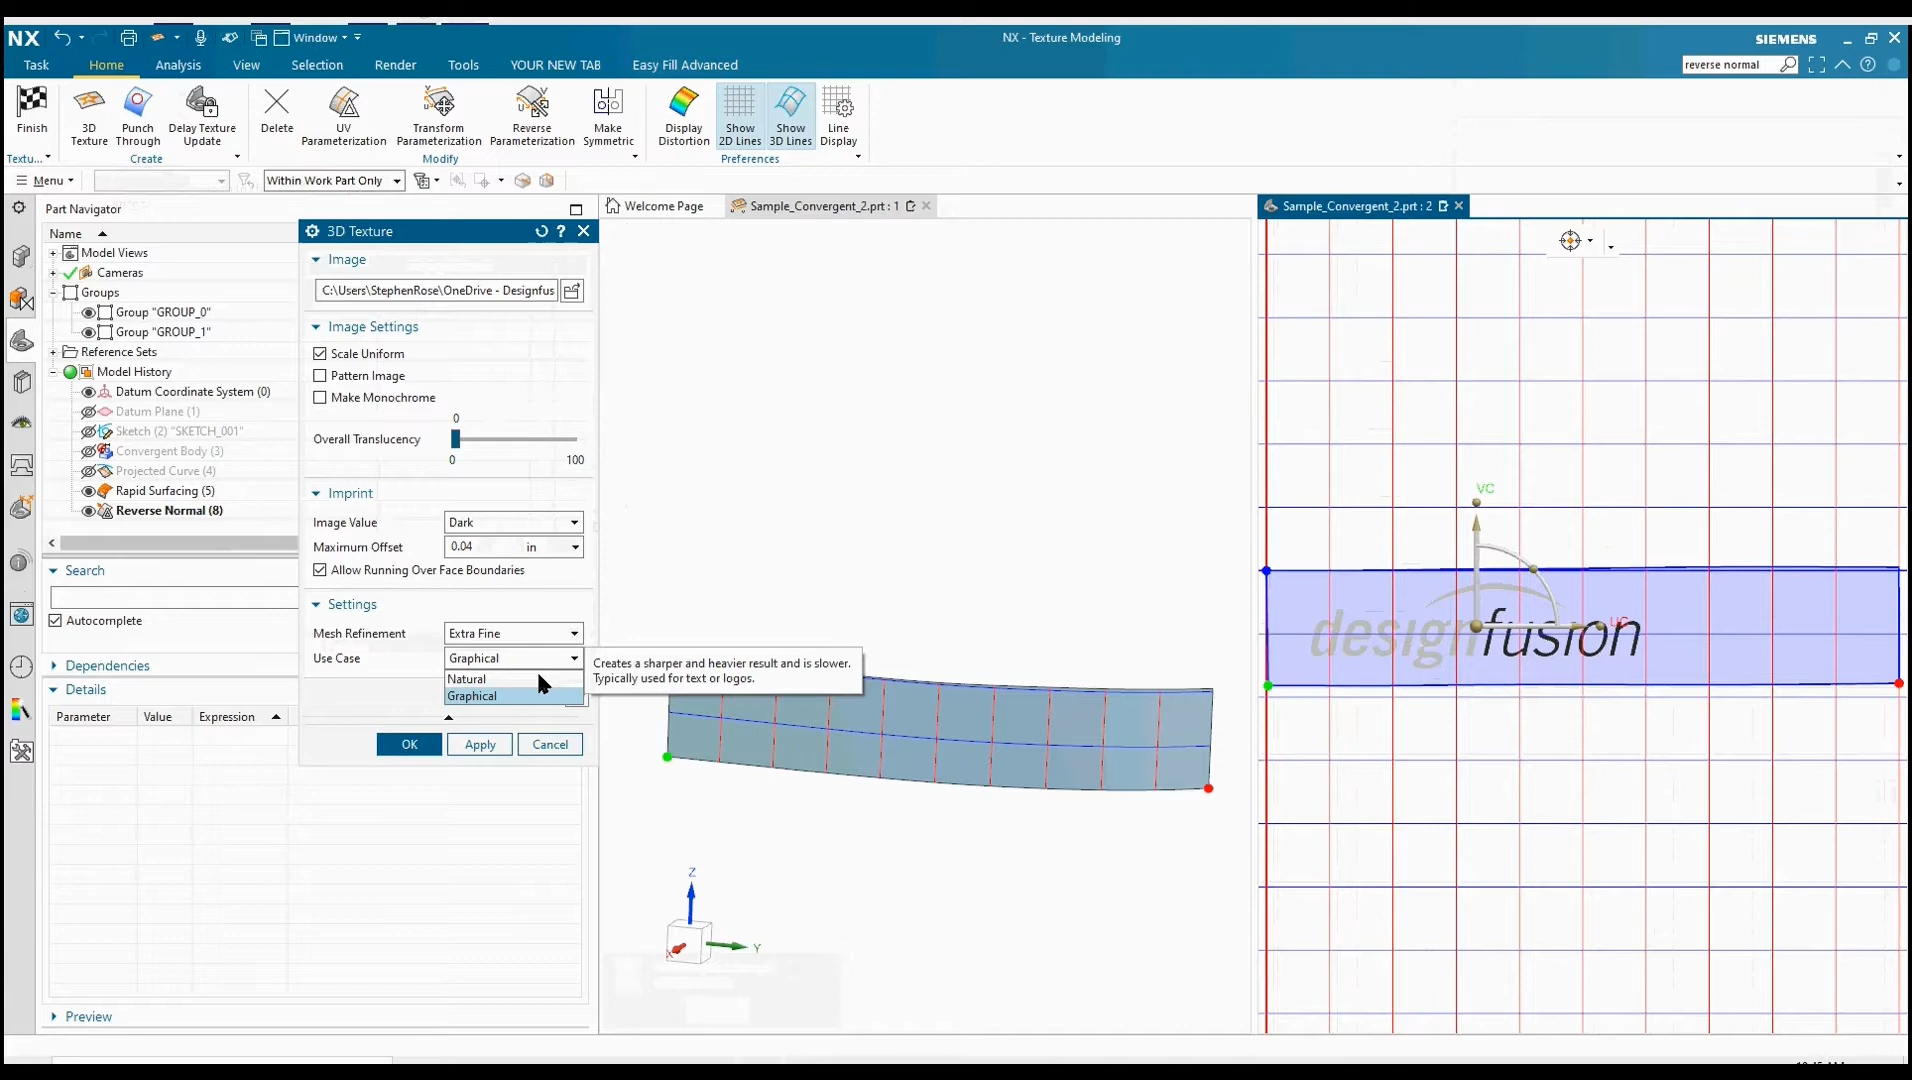 NX
Window
NX - Texture Modeling
SIEMENS
Task
Home
Analysis
View
Selection
Render
Tools
YOUR NEW TAB
Easy Fill Advanced
reverse normal
Finish
3D Texture
Punch Through
Delay Texture Update
Delete
UV Parameterization
Transform Parameterization
Reverse Parameterization
Make Symmetric
Display Distortion
Show 2D Lines
Show 3D Lines
Line Display
Textu...
Create
Modify
Preferences
Menu
Within Work Part Only
Part Navigator
Name
Model Views
Cameras
Groups
Group "GROUP_0"
Group "GROUP_1"
Reference Sets
Model History
Datum Coordinate System (0)
Datum Plane (1)
Sketch (2) "SKETCH_001"
Convergent Body (3)
Projected Curve (4)
Rapid Surfacing (5)
Reverse Normal (8)
Search
Autocomplete
Dependencies
Details
Parameter Value Expression
Preview
3D Texture
Image
C:\Users\StephenRose\OneDrive - Designfus
Image Settings
Scale Uniform
Pattern Image
Make Monochrome
0
Overall Translucency
0 100
Imprint
Image Value Dark
Maximum Offset 0.04 in
Allow Running Over Face Boundaries
Settings
Mesh Refinement Extra Fine
Use Case Graphical
Natural
Graphical
OK Apply Cancel
Creates a sharper and heavier result and is slower.
Typically used for text or logos.
Welcome Page
Sample_Convergent_2.prt : 1
Z
Y
X
Sample_Convergent_2.prt : 2
VC
UC
designfusion